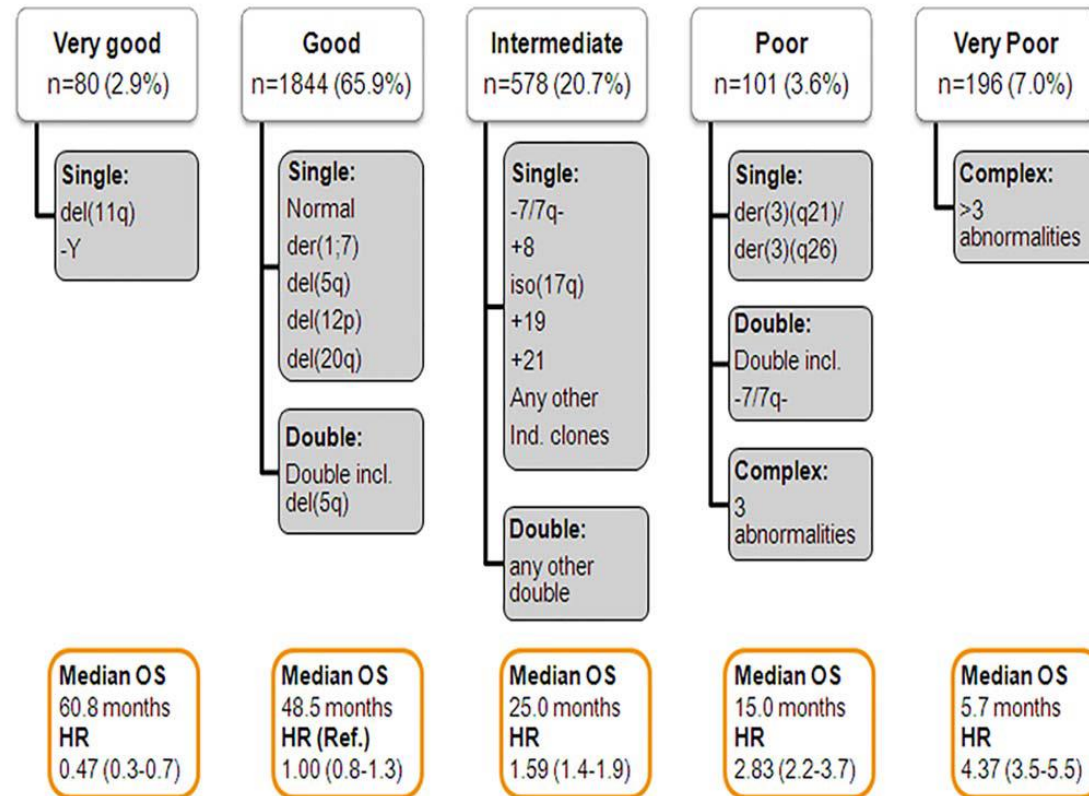 Very good
n=80 (2.9%)
Single:
del(11q)
-Y
Median OS
60.8 months
HR
0.47 (0.3-0.7)
Good
n=1844 (65.9%)
Single:
Normal
der(1;7)
del(5q)
del(12p)
del(20q)
Double:
Double incl.
del(5q)
Median OS
48.5 months
HR (Ref.)
1.00 (0.8-1.3)
Intermediate
n=578 (20.7%)
Single:
-7/7q-
+8
iso(17q)
+19
+21
Any other
Ind. clones
Double:
any other
double
Median OS
25.0 months
HR
1.59 (1.4-1.9)
Poor
n=101 (3.6%)
Single:
der(3)(q21)/
der(3)(q26)
Double:
Double incl.
-7/7q-
Complex:
3
abnormalities
Median OS
15.0 months
HR
2.83 (2.2-3.7)
Very Poor
n=196 (7.0%)
Complex:
>3
abnormalities
Median OS
5.7 months
HR
4.37 (3.5-5.5)